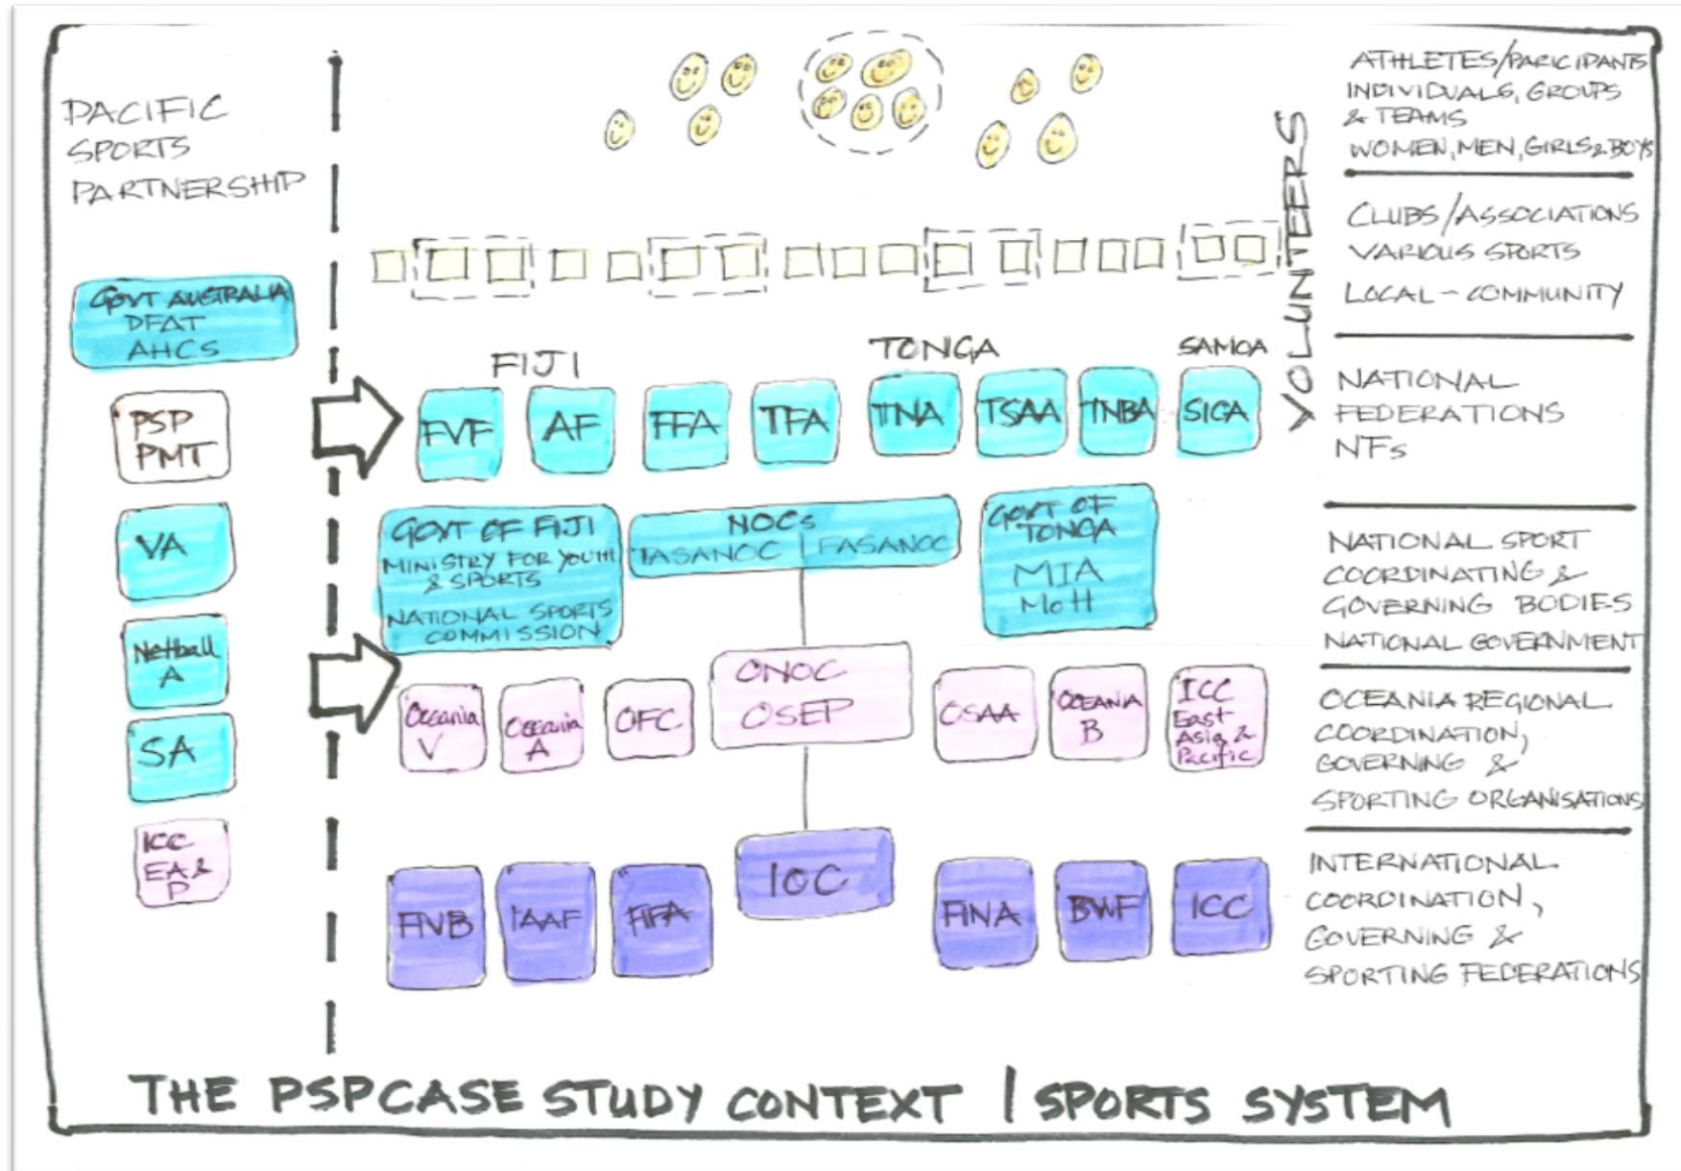 PACIFIC
SPORTS
PARTNERSHIP
GOVT AUSTRALIA
DFAT
AHCS
PSP
PMT
VA
Netball
A
SA
ICC
EA &
P
FIJI
TONGA
SAMOA
FVF
AF
FFA
TFA
TNA
TSAA
TNBA
SICA
GOVT OF FIJI
MINISTRY FOR YOUTH
& SPORTS
NATIONAL SPORTS
COMMISSION
NOCs
TASANOC | FASANOC
GOVT OF
TONGA
MIA
MoH
Oceania
V
Oceania
A
OFC
ONOC
OSEP
OSAA
OCEANIA
B
ICC
East
Asia &
Pacific
FIVB
IAAF
FIFA
IOC
FINA
BWF
ICC
VOLUNTEERS
ATHLETES/PARICIPANTS
INDIVIDUALS, GROUPS
& TEAMS
WOMEN, MEN, GIRLS & BOYS
CLUBS/ASSOCIATIONS
VARIOUS SPORTS
LOCAL - COMMUNITY
NATIONAL
FEDERATIONS
NFs
NATIONAL SPORT
COORDINATING &
GOVERNING BODIES
NATIONAL GOVERNMENT
OCEANIA REGIONAL
COORDINATION,
GOVERNING &
SPORTING ORGANISATIONS
INTERNATIONAL
COORDINATION,
GOVERNING &
SPORTING FEDERATIONS
THE PSP CASE STUDY CONTEXT | SPORTS SYSTEM